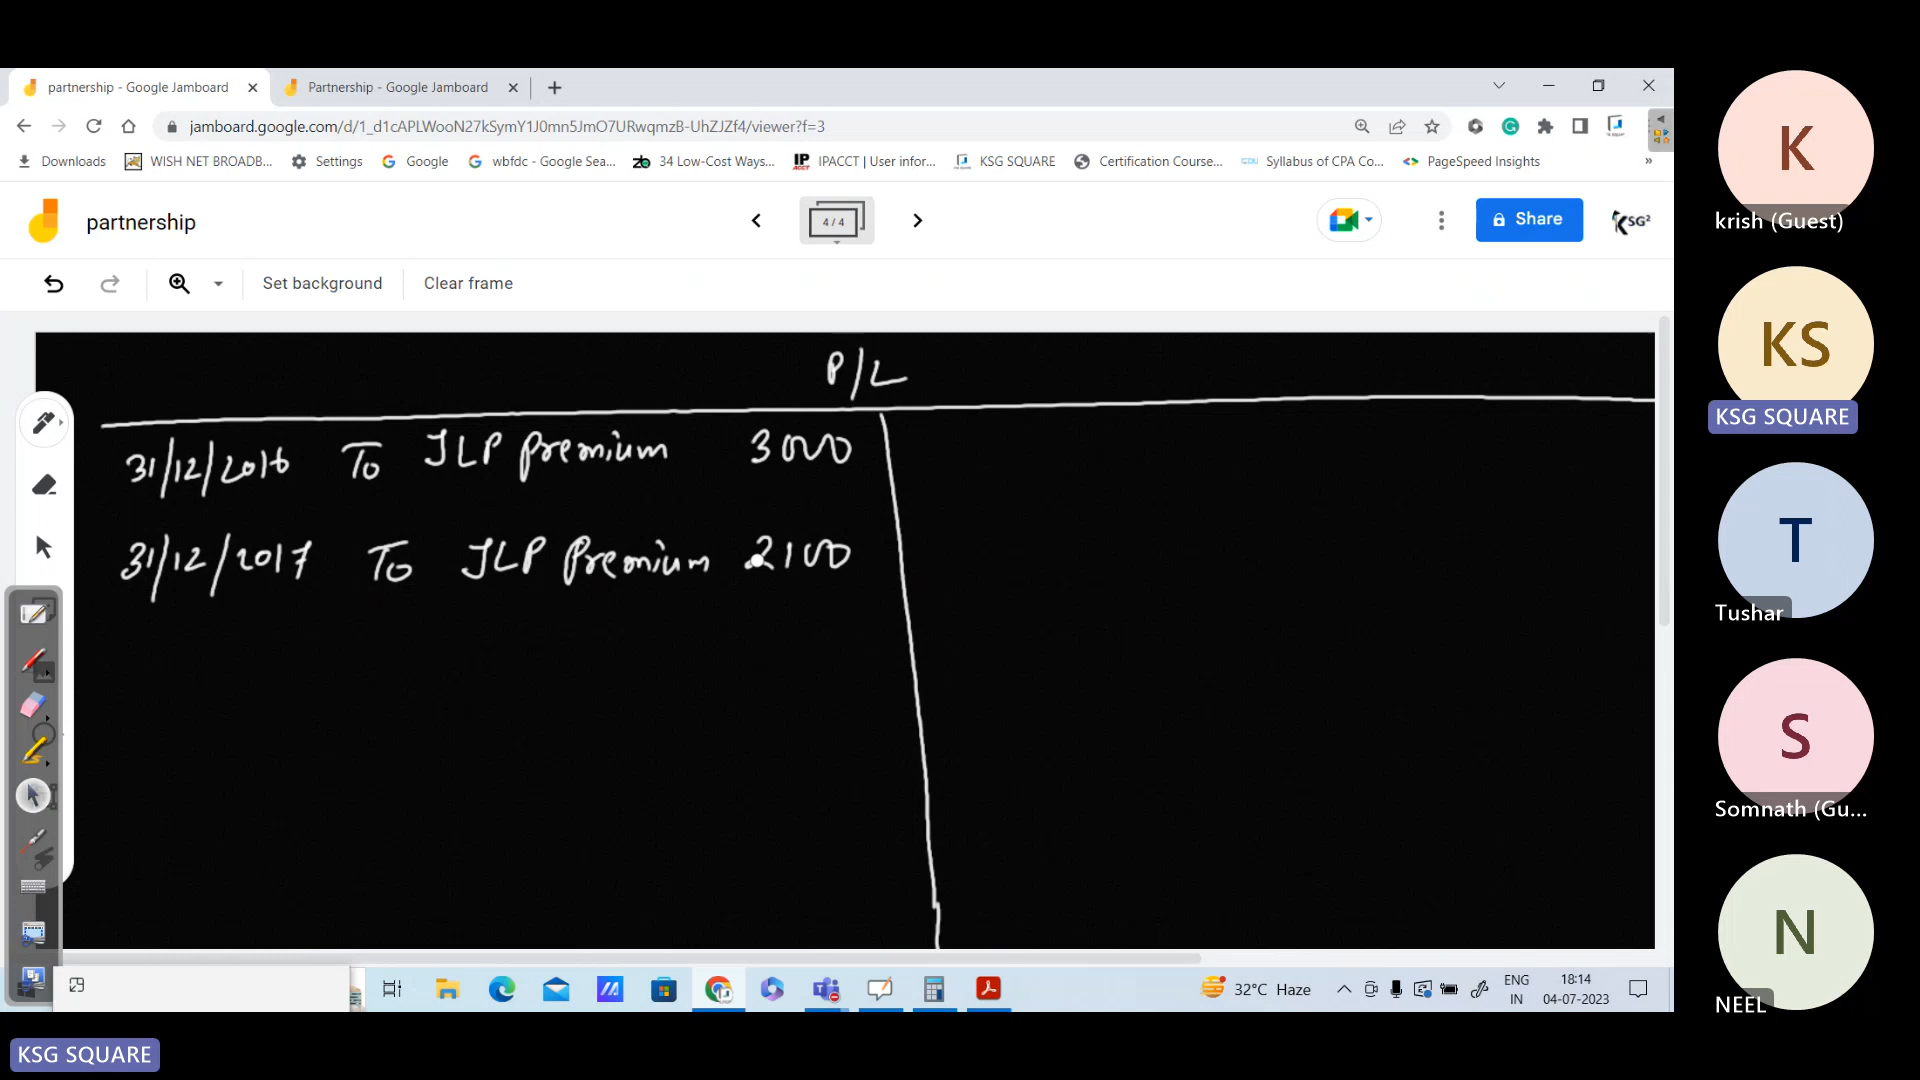 partnership - Google Jamboard
Partnership - Google Jamboard
jamboard.google.com/d/1_d1cAPLWooN27kSymY1J0mn5JmO7URwqmzB-UhZJZf4/viewer?f=3
Downloads WISH NET BROADB... Settings Google wbfdc - Google Sea... 34 Low-Cost Ways... IPACCT | User infor... KSG SQUARE Certification Course... Syllabus of CPA Co... PageSpeed Insights »
partnership
4 / 4
Share
KSG²
Set background Clear frame
P/L
31/12/2016 To JLP Premium 3000
31/12/2017 To JLP Premium 2100
32°C Haze
ENG
IN
18:14
04-07-2023
K
krish (Guest)
KS
KSG SQUARE
T
Tushar
S
Somnath (Gu...
N
NEEL
KSG SQUARE